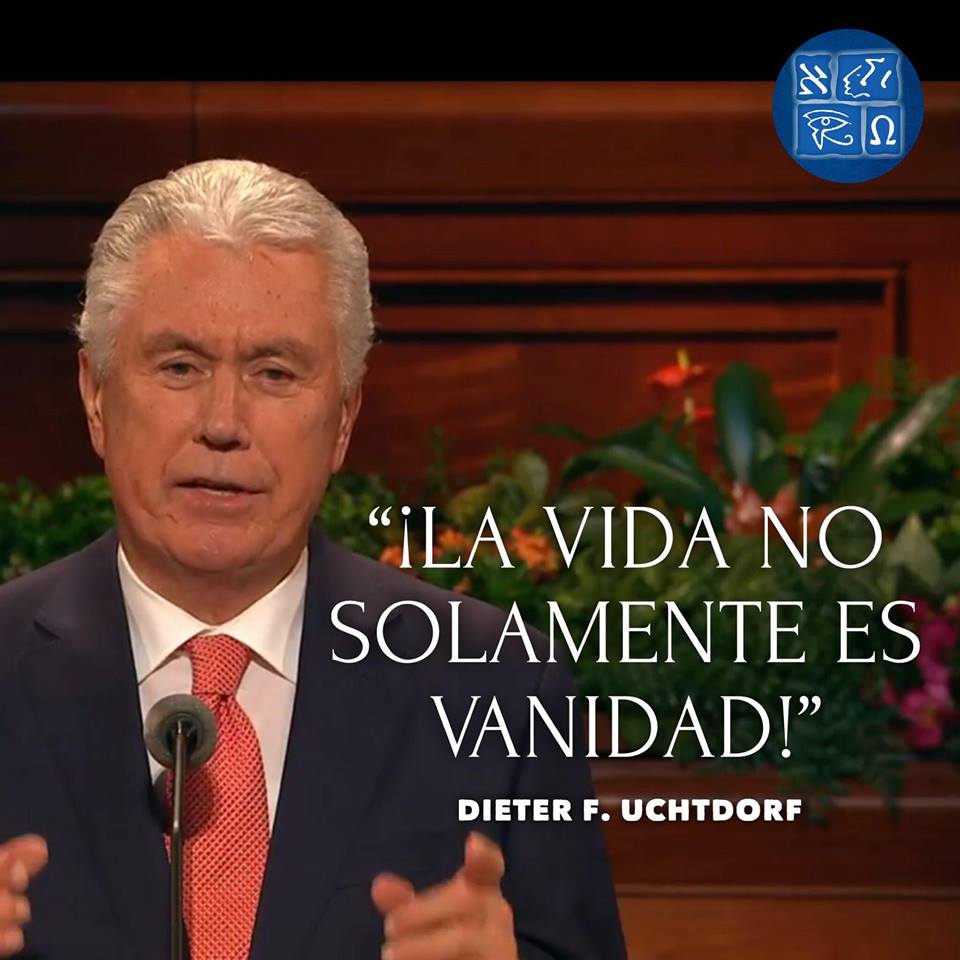 “¡LA VIDA NO
SOLAMENTE ES
VANIDAD!”
DIETER F. UCHTDORF